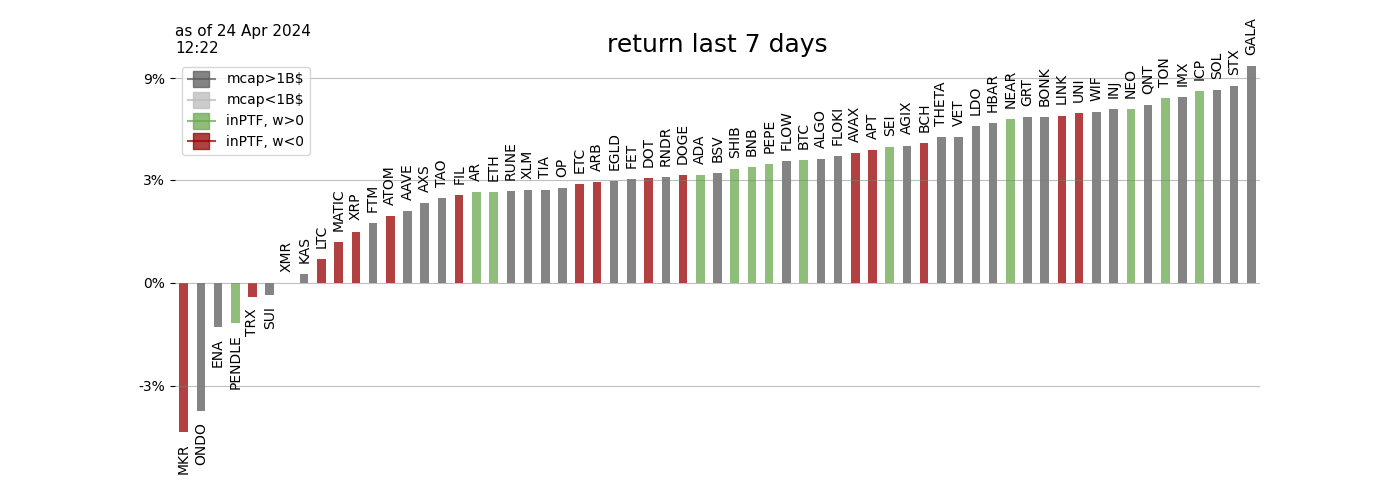 as of 24 Apr 2024
12:22
return last 7 days
mcap>1B$
mcap<1B$
inPTF, w>0
inPTF, w<0
9%
3%
0%
-3%
MKR
ONDO
ENA
PENDLE
TRX
SUI
XMR
KAS
LTC
MATIC
XRP
FTM
ATOM
AAVE
AXS
TAO
FIL
AR
ETH
RUNE
XLM
TIA
OP
ETC
ARB
EGLD
FET
DOT
RNDR
DOGE
ADA
BSV
SHIB
BNB
PEPE
FLOW
BTC
ALGO
FLOKI
AVAX
APT
SEI
AGIX
BCH
THETA
VET
LDO
HBAR
NEAR
GRT
BONK
LINK
UNI
WIF
INJ
NEO
QNT
TON
IMX
ICP
SOL
STX
GALA